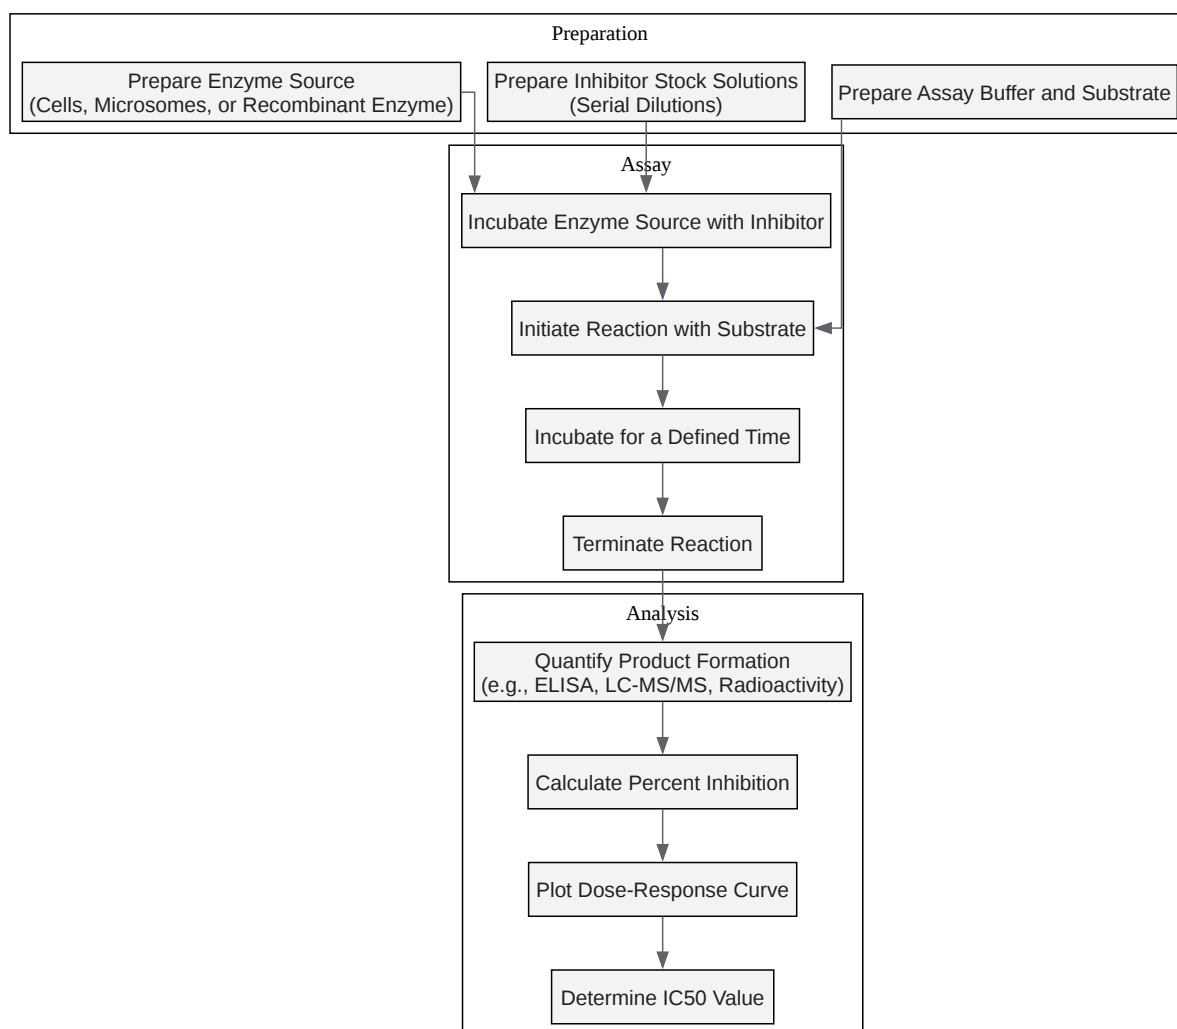 Preparation
Prepare Enzyme Source
(Cells, Microsomes, or Recombinant Enzyme)
Prepare Inhibitor Stock Solutions
(Serial Dilutions)
Prepare Assay Buffer and Substrate
Assay
Incubate Enzyme Source with Inhibitor
Initiate Reaction with Substrate
Incubate for a Defined Time
Terminate Reaction
Analysis
Quantify Product Formation
(e.g., ELISA, LC-MS/MS, Radioactivity)
Calculate Percent Inhibition
Plot Dose-Response Curve
Determine IC50 Value